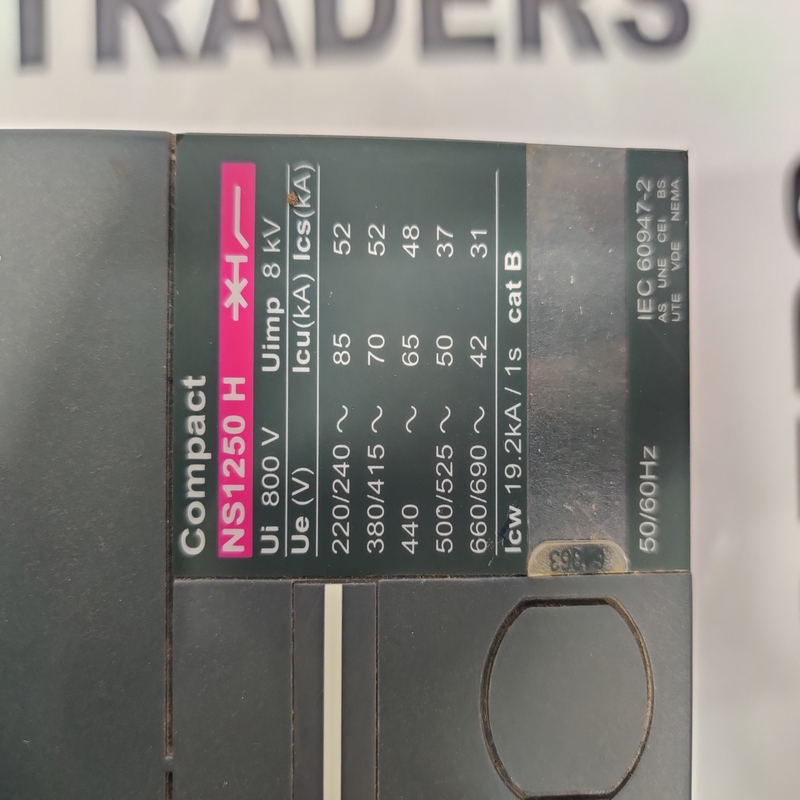 TRADERS
Compact
NS1250 H
Ui 800 V Uimp 8 kV
Ue (V) Icu(kA) Ics(kA)
220/240 ~ 85 52
380/415 ~ 70 52
440 ~ 65 48
500/525 ~ 50 37
660/690 ~ 42 31
Icw 19.2kA / 1s cat B
50/60Hz IEC 60947-2
AS UNE CEI BS
UTE VDE NEMA